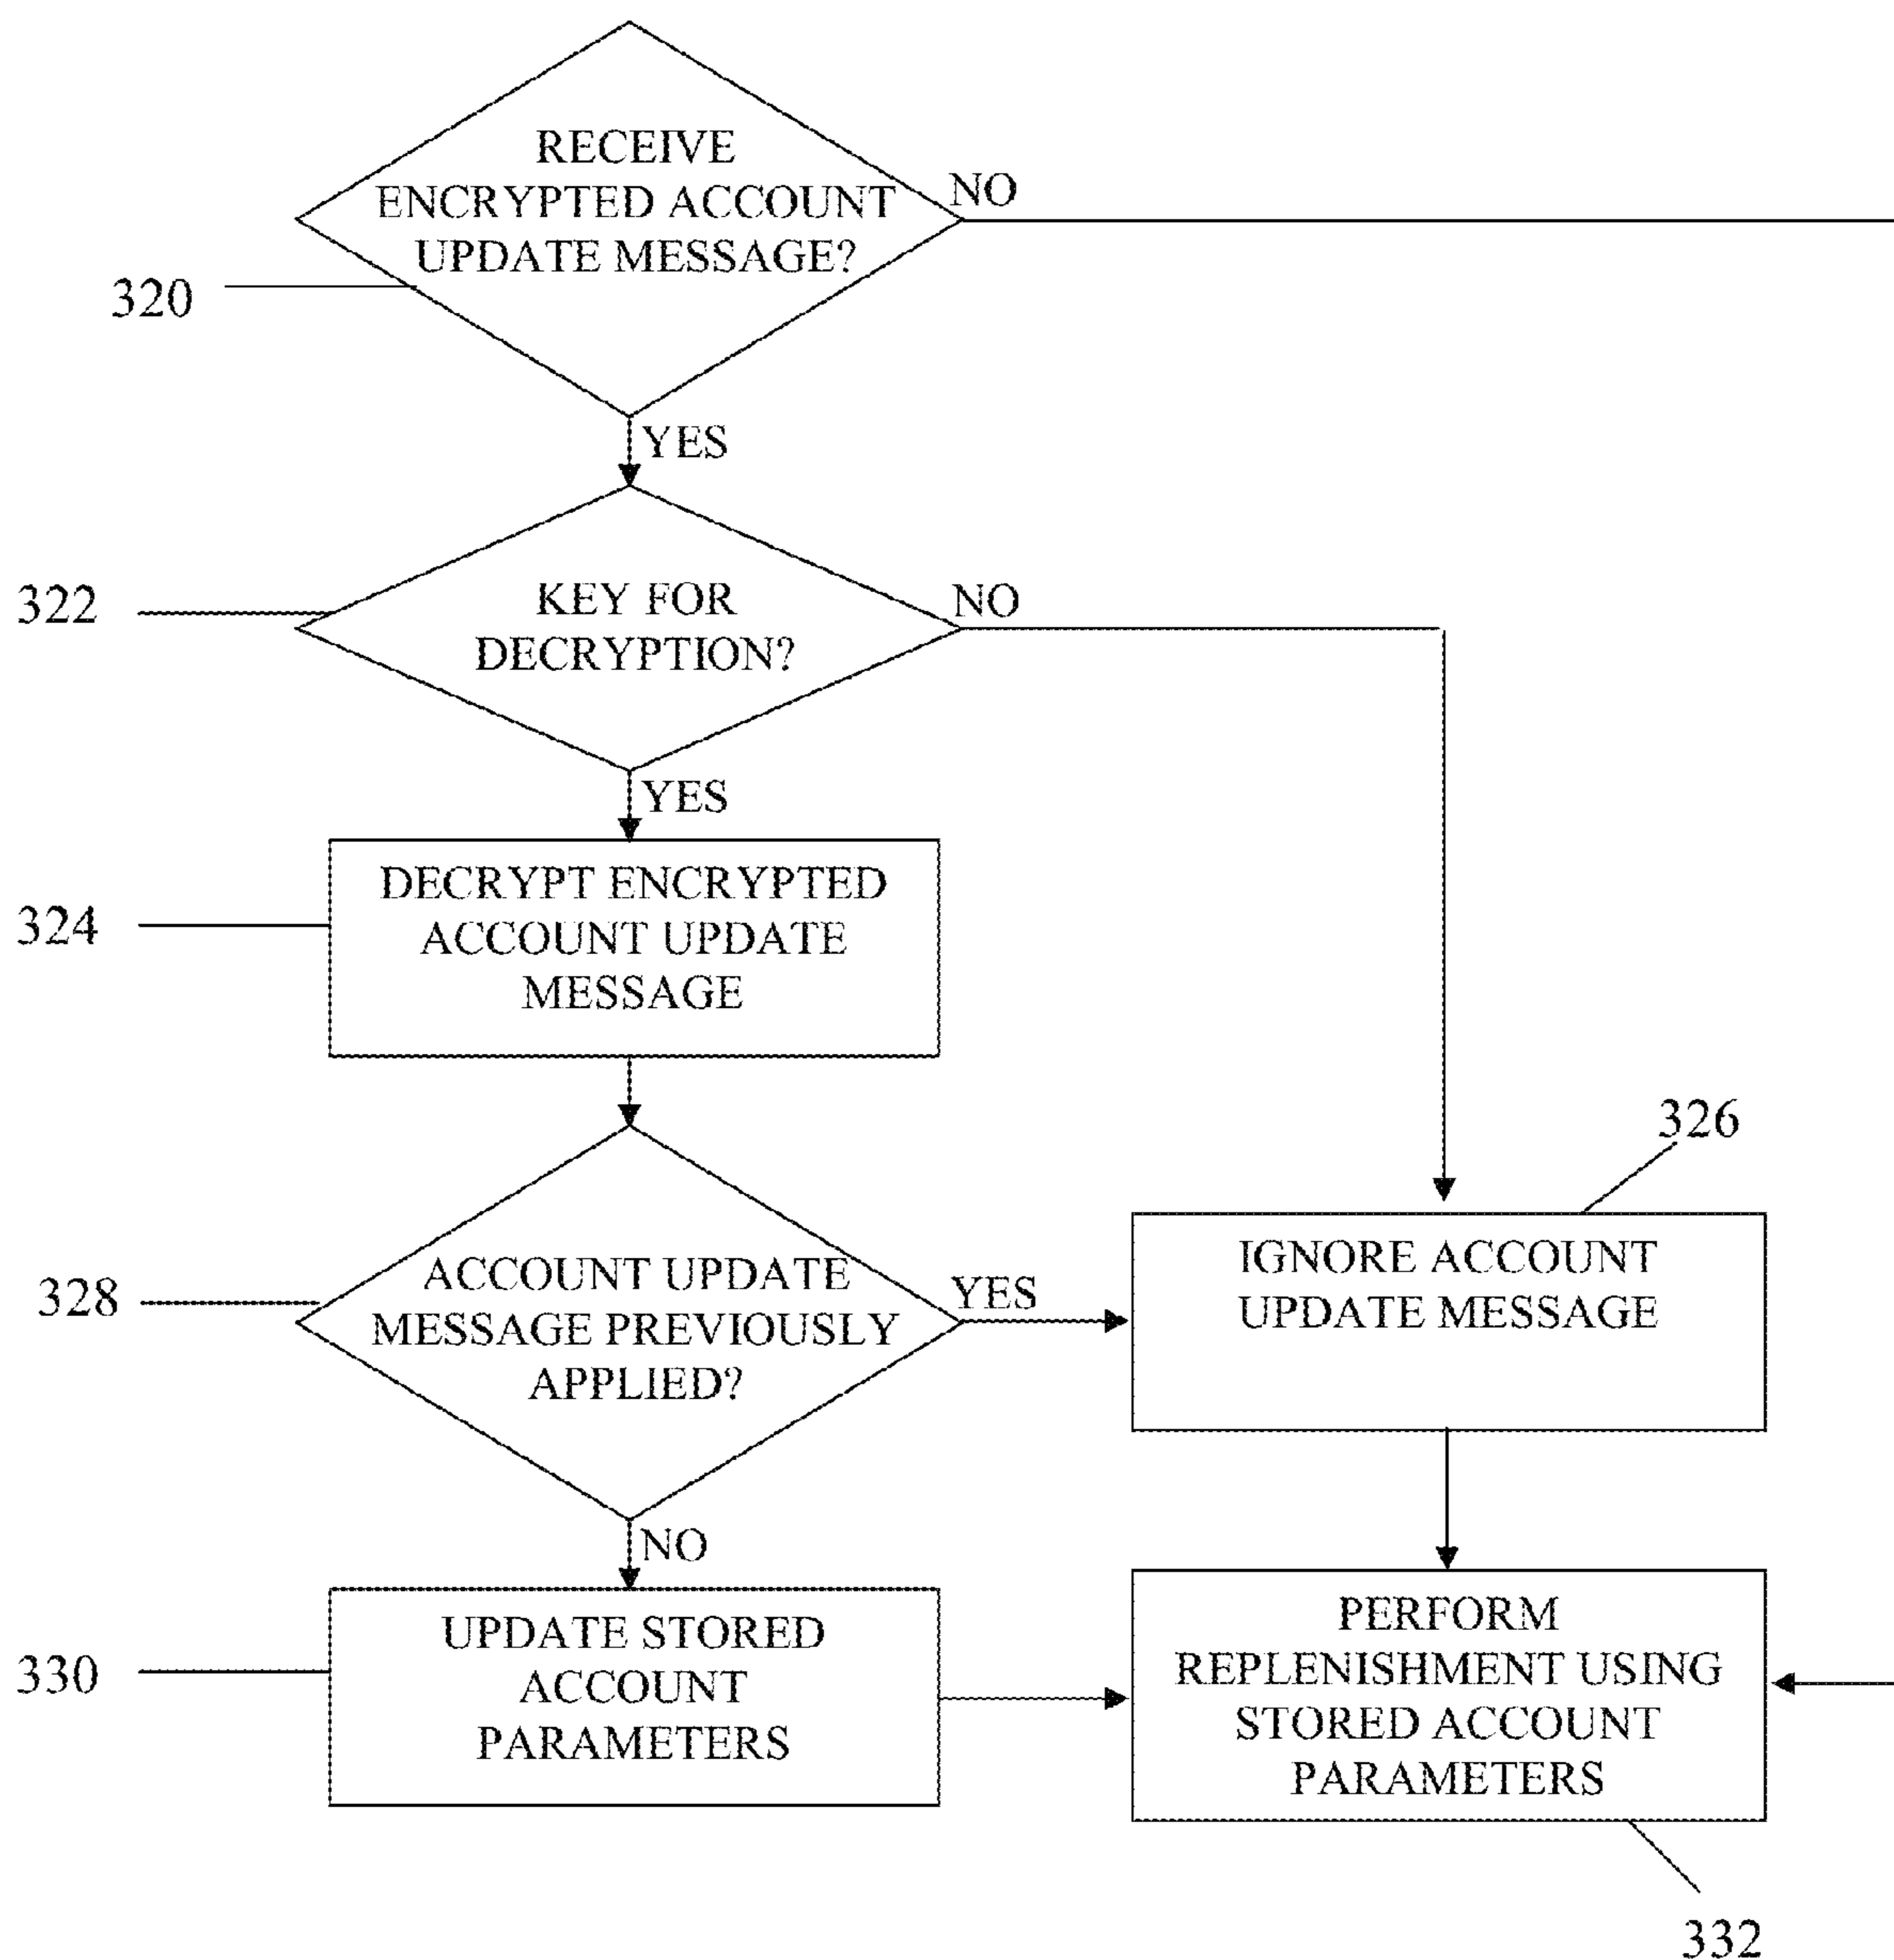 RECEIVE
ENCRYPTED ACCOUNT
UPDATE MESSAGE?
NO
320
YES
322
KEY FOR
DECRYPTION?
NO
YES
324
DECRYPT ENCRYPTED
ACCOUNT UPDATE
MESSAGE
326
328
ACCOUNT UPDATE
MESSAGE PREVIOUSLY
APPLIED?
YES
IGNORE ACCOUNT
UPDATE MESSAGE
NO
330
UPDATE STORED
ACCOUNT
PARAMETERS
PERFORM
REPLENISHMENT USING
STORED ACCOUNT
PARAMETERS
332